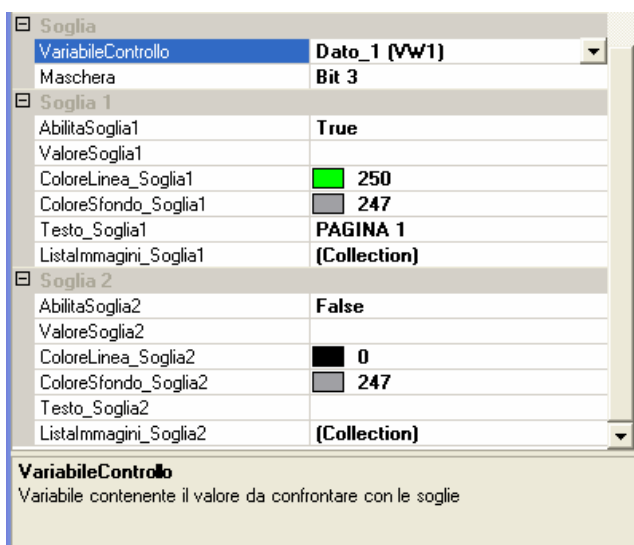 Soglia
VariabileControllo Dato_1 (VW1)
Maschera Bit 3
Soglia 1
AbilitaSoglia1 True
ValoreSoglia1
ColoreLinea_Soglia1 250
ColoreSfondo_Soglia1 247
Testo_Soglia1 PAGINA 1
ListaImmagini_Soglia1 (Collection)
Soglia 2
AbilitaSoglia2 False
ValoreSoglia2
ColoreLinea_Soglia2 0
ColoreSfondo_Soglia2 247
Testo_Soglia2
ListaImmagini_Soglia2 (Collection)
VariabileControllo
Variabile contenente il valore da confrontare con le soglie